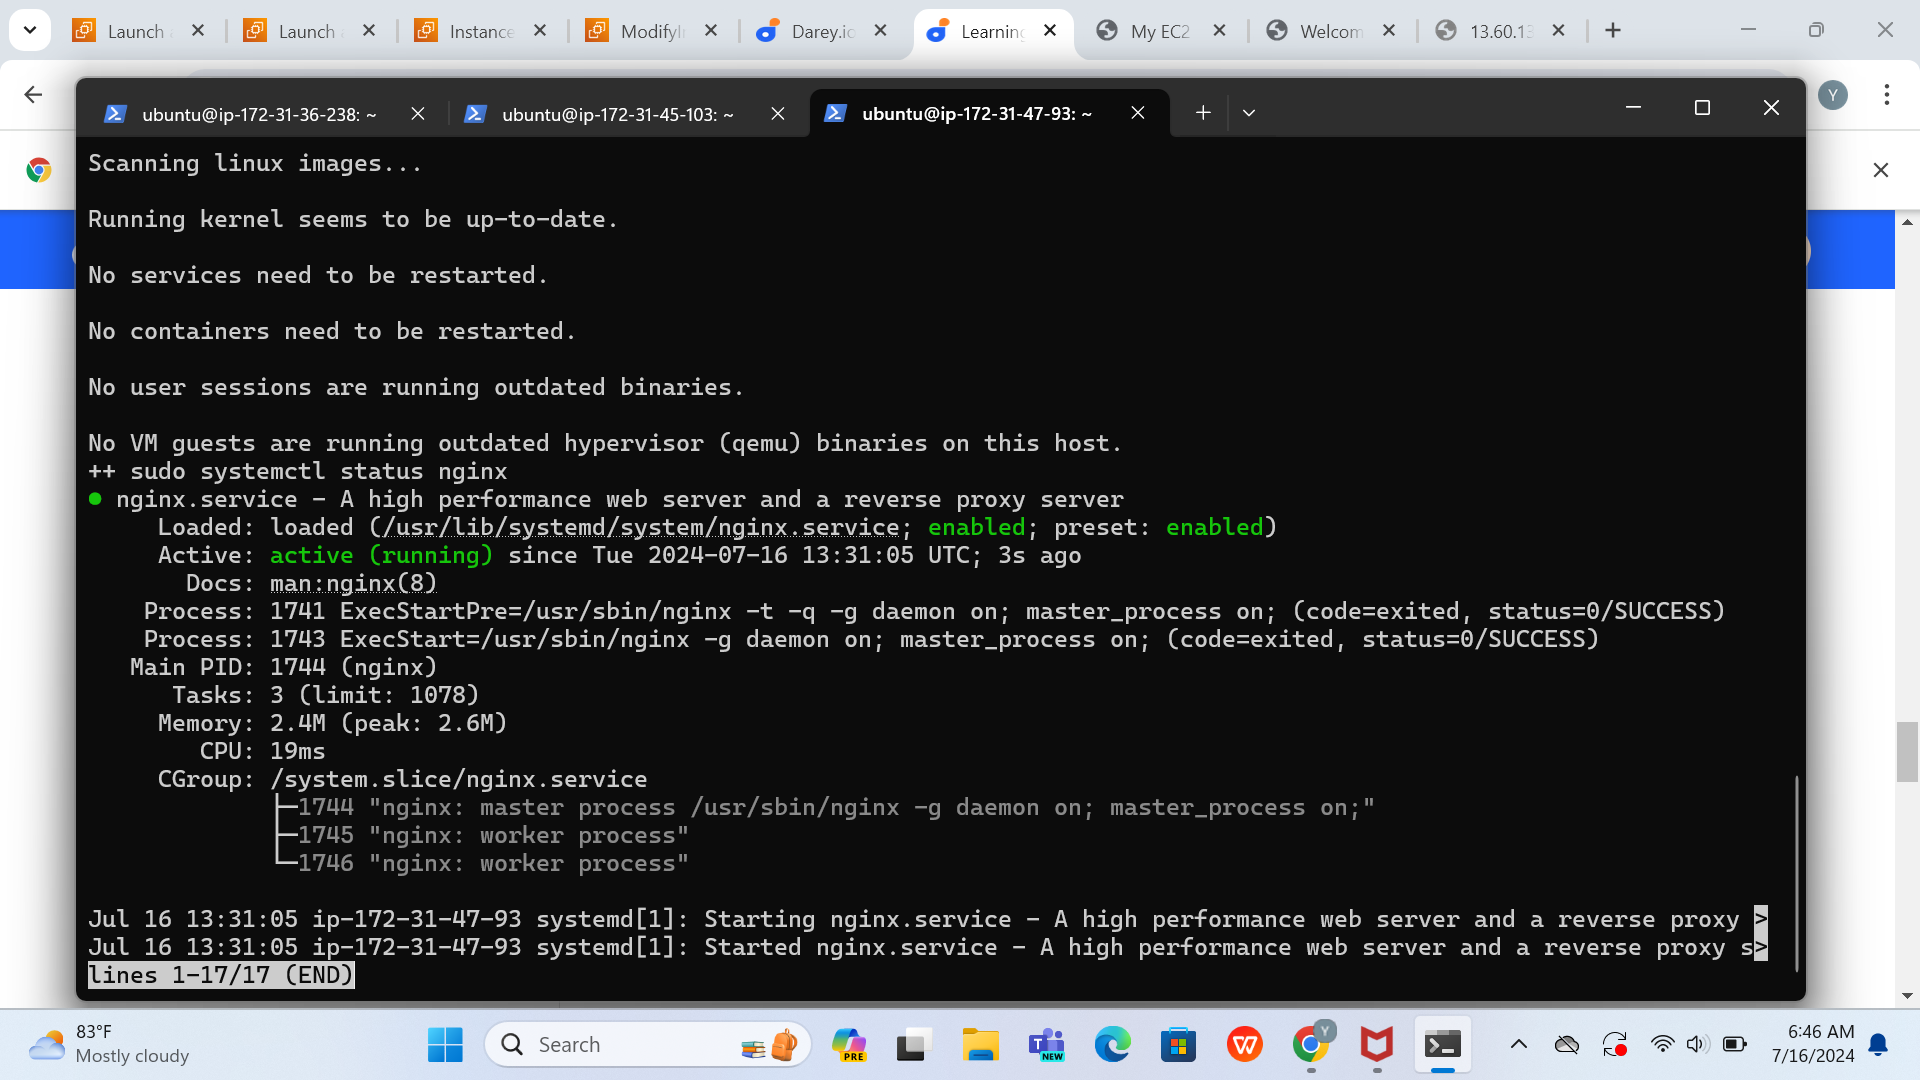 Launch
Launch
Instance
ModifyI
Darey.io
Learning
My EC2
Welcom
13.60.13
ubuntu@ip-172-31-36-238: ~
ubuntu@ip-172-31-45-103: ~
ubuntu@ip-172-31-47-93: ~
Y
Scanning linux images...
Running kernel seems to be up-to-date.
No services need to be restarted.
No containers need to be restarted.
No user sessions are running outdated binaries.
No VM guests are running outdated hypervisor (qemu) binaries on this host.
++ sudo systemctl status nginx
● nginx.service - A high performance web server and a reverse proxy server
Loaded: loaded (/usr/lib/systemd/system/nginx.service; enabled; preset: enabled)
Active: active (running) since Tue 2024-07-16 13:31:05 UTC; 3s ago
Docs: man:nginx(8)
Process: 1741 ExecStartPre=/usr/sbin/nginx -t -q -g daemon on; master_process on; (code=exited, status=0/SUCCESS)
Process: 1743 ExecStart=/usr/sbin/nginx -g daemon on; master_process on; (code=exited, status=0/SUCCESS)
Main PID: 1744 (nginx)
Tasks: 3 (limit: 1078)
Memory: 2.4M (peak: 2.6M)
CPU: 19ms
CGroup: /system.slice/nginx.service
├─1744 "nginx: master process /usr/sbin/nginx -g daemon on; master_process on;"
├─1745 "nginx: worker process"
└─1746 "nginx: worker process"
Jul 16 13:31:05 ip-172-31-47-93 systemd[1]: Starting nginx.service - A high performance web server and a reverse proxy >
Jul 16 13:31:05 ip-172-31-47-93 systemd[1]: Started nginx.service - A high performance web server and a reverse proxy s>
lines 1-17/17 (END)
83°F
Mostly cloudy
Search
PRE
T
NEW
W
Y
6:46 AM
7/16/2024